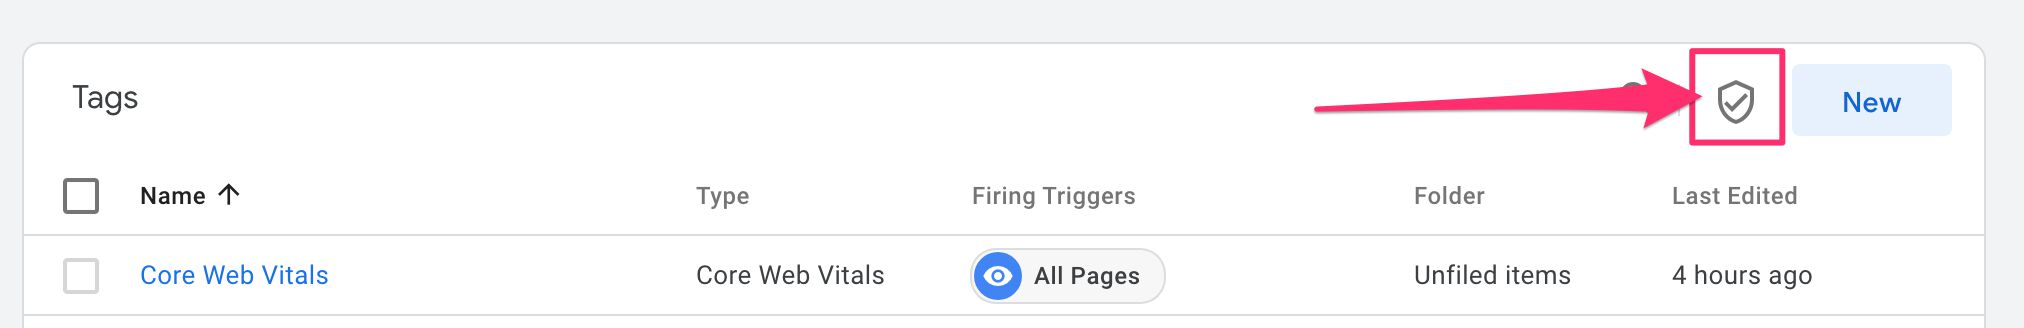 Tags
New
Name Type Firing Triggers Folder Last Edited
Core Web Vitals Core Web Vitals All Pages Unfiled items 4 hours ago